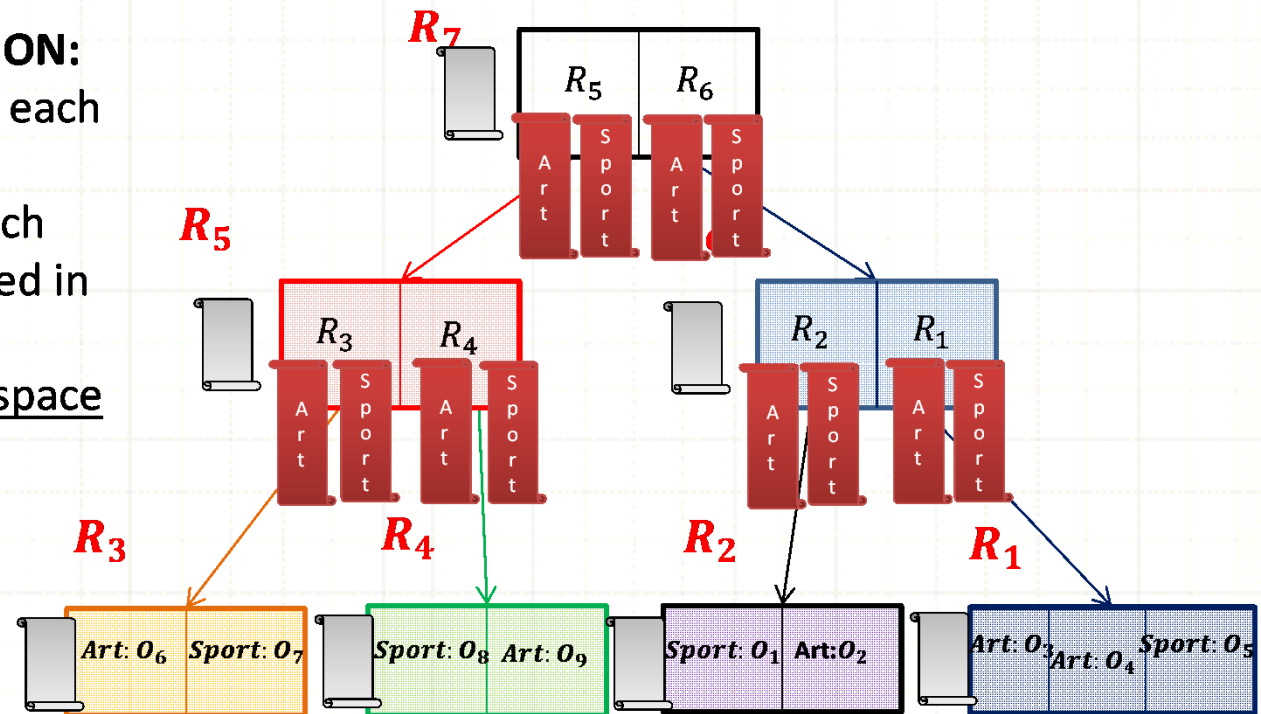 ON:
each
ch
ed in
space
R₇
R₅ R₆
Art Sport Art Sport
R₅
R₃ R₄
Art Sport Art Sport
R₂ R₁
Art Sport Art Sport
R₃
R₄
R₂
R₁
Art: O₆ Sport: O₇
Sport: O₈ Art: O₉
Sport: O₁ Art:O₂
Art: O₃ Art: O₄ Sport: O₅